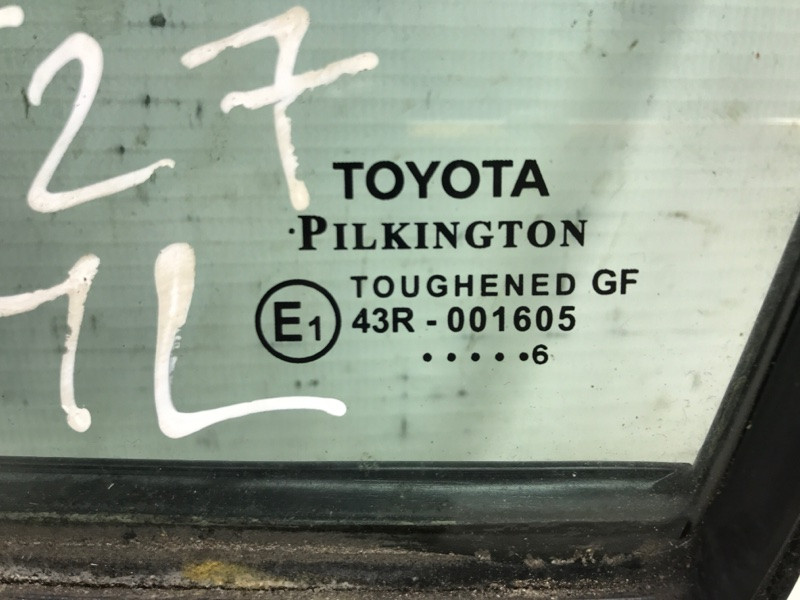 27
TOYOTA
·PILKINGTON
TOUGHENED GF
E1 43R - 001605
•••••6
1L